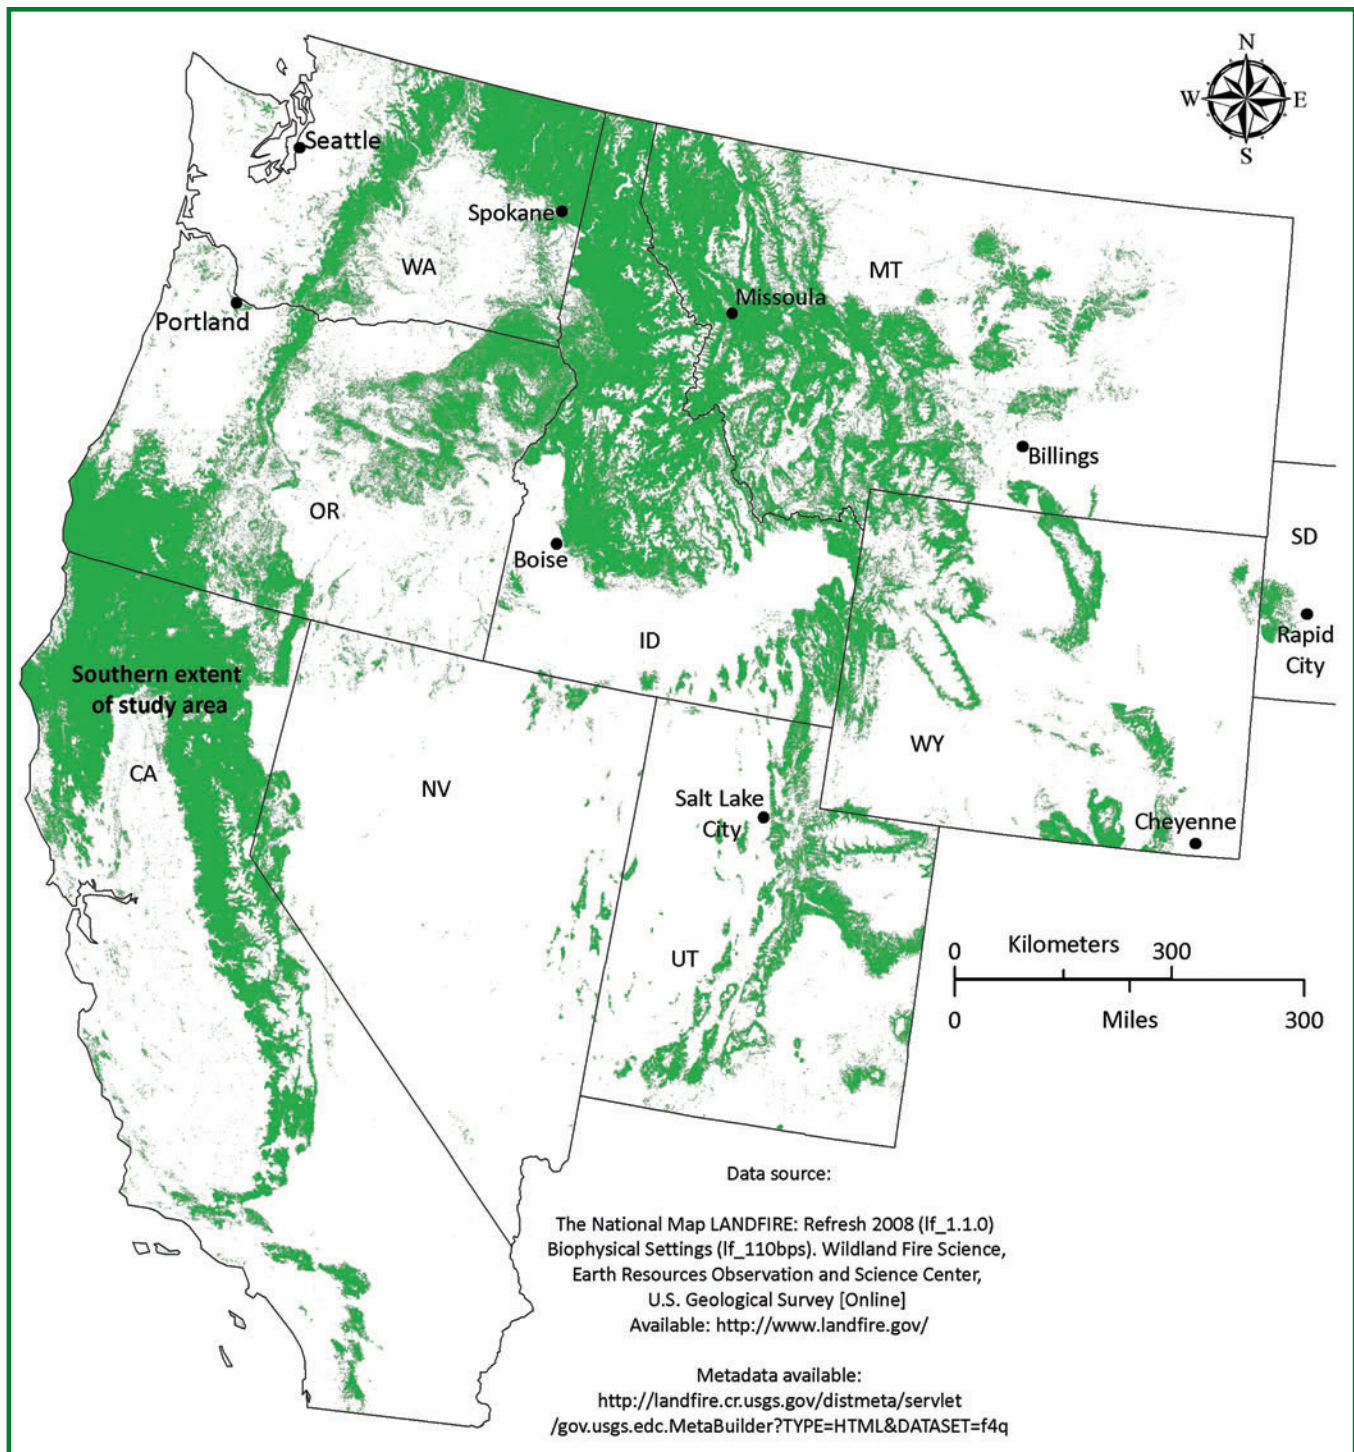 N
W E
S
Seattle
Spokane
WA
MT
Missoula
Portland
Billings
OR
SD
Boise
Rapid
City
ID
Southern extent
of study area
WY
CA
NV
Salt Lake
City
Cheyenne
UT
0 Kilometers 300
0 Miles 300
Data source:
The National Map LANDFIRE: Refresh 2008 (lf_1.1.0)
Biophysical Settings (lf_110bps). Wildland Fire Science,
Earth Resources Observation and Science Center,
U.S. Geological Survey [Online]
Available: http://www.landfire.gov/
Metadata available:
http://landfire.cr.usgs.gov/distmeta/servlet
/gov.usgs.edc.MetaBuilder?TYPE=HTML&DATASET=f4q